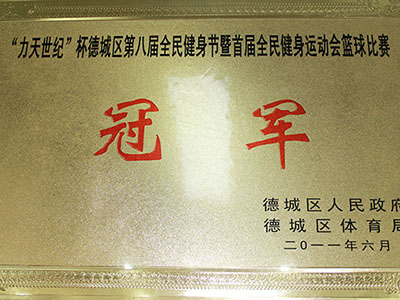 “力天世纪”杯德城区第八届全民健身节暨首届全民健身运动会篮球比赛
冠军
德城区人民政府
德城区体育局
二〇一一年六月